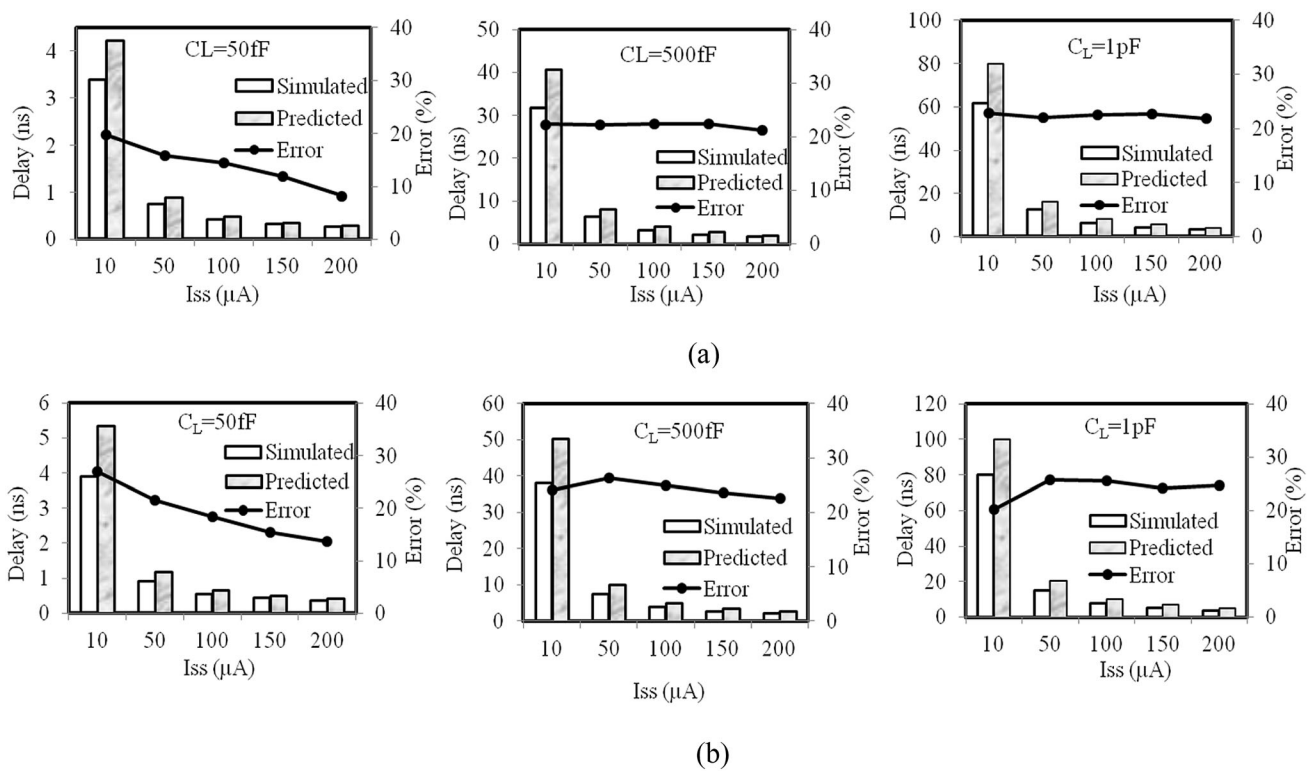 CL=50fF
Simulated
Predicted
Error
Delay (ns)
4
3
2
1
0
Error (%)
40
30
20
10
0
10 50 100 150 200
Iss (µA)
CL=500fF
Simulated
Predicted
Error
Delay (ns)
50
40
30
20
10
0
Error (%)
40
30
20
10
0
10 50 100 150 200
Iss (µA)
CL=1pF
Simulated
Predicted
Error
Delay (ns)
100
80
60
40
20
0
Error (%)
40
30
20
10
0
10 50 100 150 200
Iss (µA)
(a)
CL=50fF
Simulated
Predicted
Error
Delay (ns)
6
5
4
3
2
1
0
Error (%)
40
30
20
10
0
10 50 100 150 200
Iss (µA)
CL=500fF
Simulated
Predicted
Error
Delay (ns)
60
50
40
30
20
10
0
Error (%)
40
30
20
10
0
10 50 100 150 200
Iss (µA)
CL=1pF
Simulated
Predicted
Error
Delay (ns)
120
100
80
60
40
20
0
Error (%)
40
30
20
10
0
10 50 100 150 200
Iss (µA)
(b)